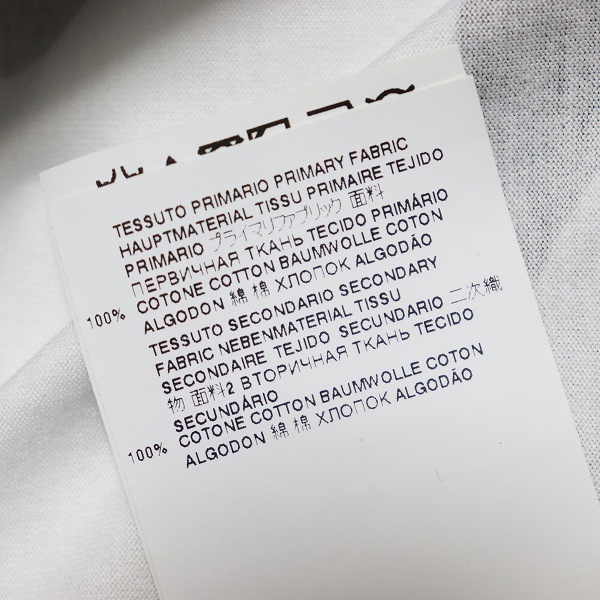 TESSUTO PRIMARIO PRIMARY FABRIC
HAUPTMATERIAL TISSU PRIMAIRE TEJIDO
PRIMARIO プライマリファブリック 面料
ПЕРВИЧНАЯ ТКАНЬ TECIDO PRIMÁRIO
100% COTONE COTTON BAUMWOLLE COTON
ALGODON 綿 棉 ХЛОПОК ALGODÃO
TESSUTO SECONDARIO SECONDARY
FABRIC NEBENMATERIAL TISSU
SECONDAIRE TEJIDO SECUNDARIO 二次織
物 面料2 ВТОРИЧНАЯ ТКАНЬ TECIDO
SECUNDÁRIO
100% COTONE COTTON BAUMWOLLE COTON
ALGODON 綿 棉 ХЛОПОК ALGODÃO